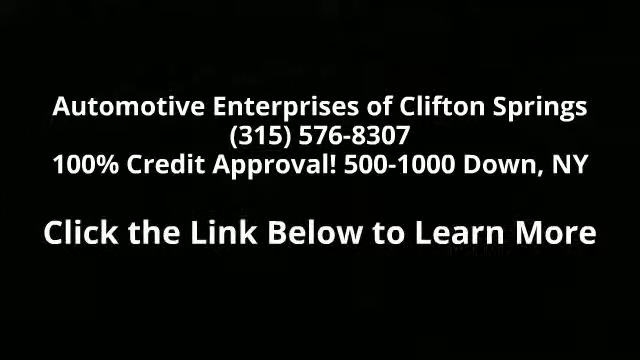 Automotive Enterprises of Clifton Springs
(315) 576-8307
100% Credit Approval! 500-1000 Down, NY
Click the Link Below to Learn More